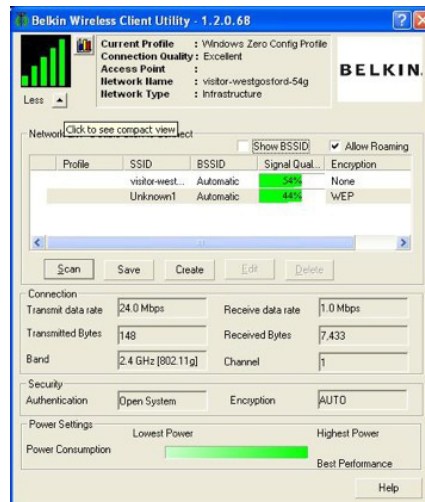 Belkin Wireless Client Utility - 1.2.0.68
Current Profile : Windows Zero Config Profile
Connection Quality : Excellent
Access Point :
Network Name : visitor-westgosford-54g
Network Type : Infrastructure
BELKIN.
Less
Click to see compact view
Show BSSID Allow Roaming
Profile SSID BSSID Signal Qual... Encryption
visitor-west... Automatic 54% None
Unknown1 Automatic 44% WEP
Scan Save Create Edit Delete
Connection
Transmit data rate 24.0 Mbps Receive data rate 1.0 Mbps
Transmitted Bytes 148 Received Bytes 7,433
Band 2.4 GHz [802.11g] Channel 1
Security
Authentication Open System Encryption AUTO
Power Settings
Lowest Power Highest Power
Power Consumption
Best Performance
Help